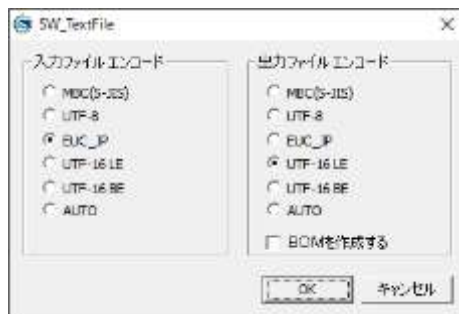 SW_TextFile
入力ファイル エンコード
MBC(S-JIS)
UTF-8
EUC_JP
UTF-16 LE
UTF-16 BE
AUTO
出力ファイル エンコード
MBC(S-JIS)
UTF-8
EUC_JP
UTF-16 LE
UTF-16 BE
AUTO
BOMを作成する
OK
キャンセル